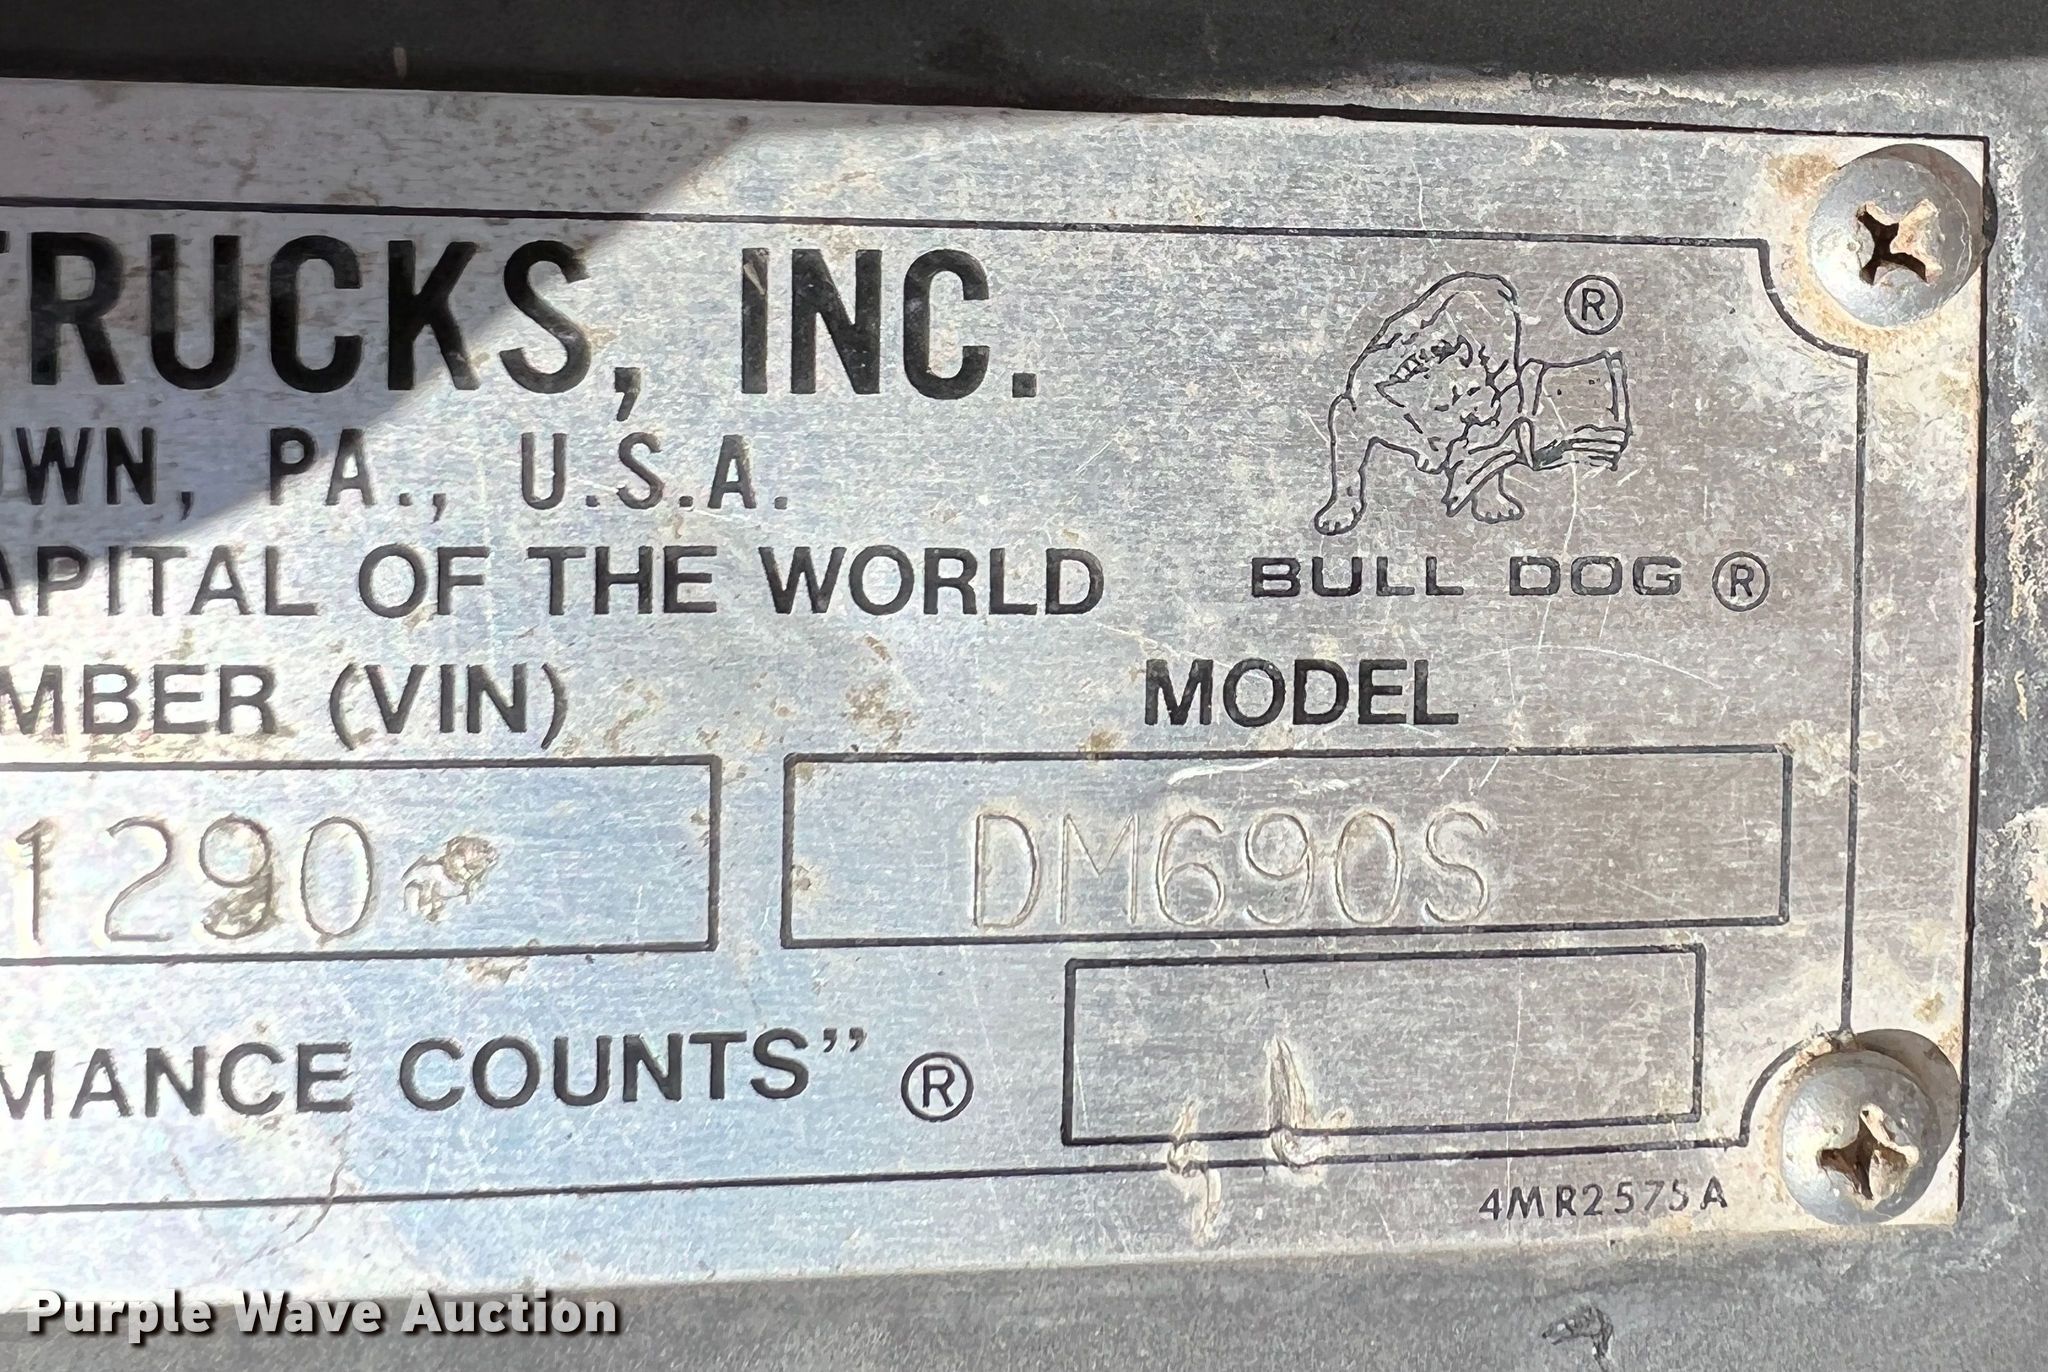 TRUCKS, INC.
®
OWN, PA., U.S.A.
APITAL OF THE WORLD
BULL DOG ®
MBER (VIN)
MODEL
1290
DM690S
MANCE COUNTS” ®
4MR2575A
Purple Wave Auction